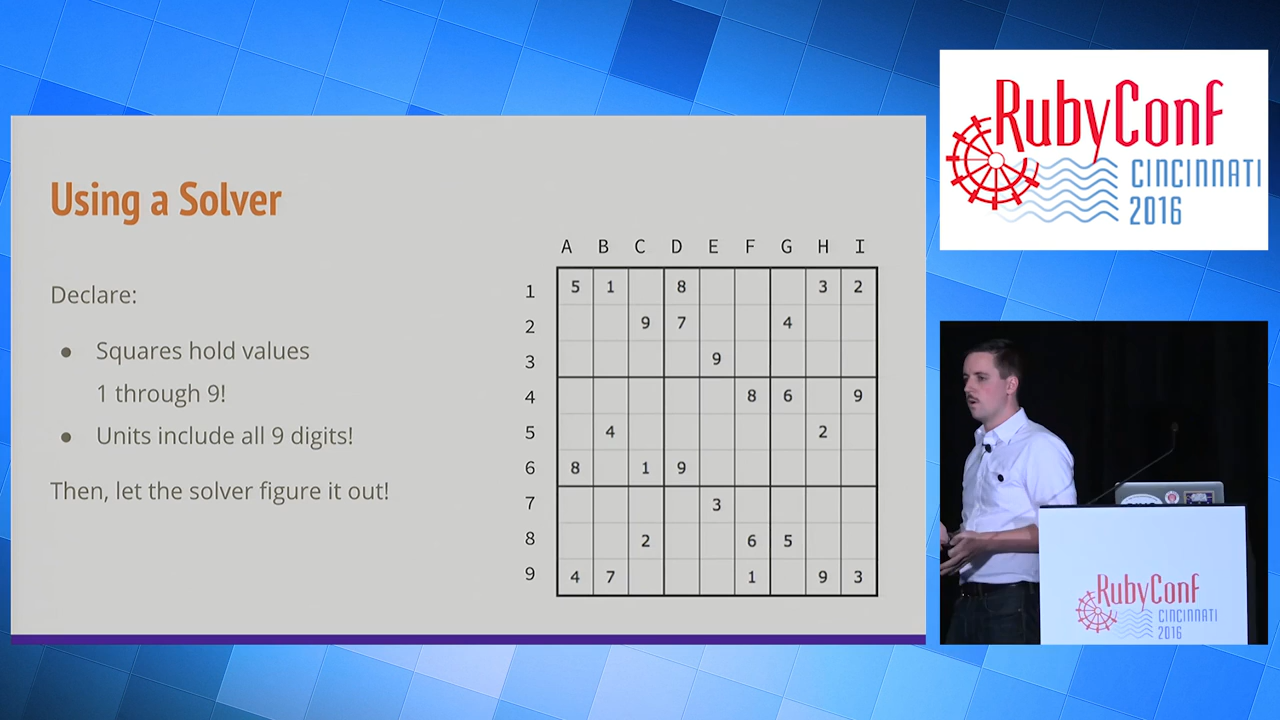 Using a Solver
Declare:
● Squares hold values
1 through 9!
● Units include all 9 digits!
Then, let the solver figure it out!
A B C D E F G H I
1 5 1 8 3 2
2 9 7 4
3 9
4 8 6 9
5 4 2
6 8 1 9
7 3
8 2 6 5
9 4 7 1 9 3
RubyConf
CINCINNATI
2016
RubyConf
CINCINNATI
2016